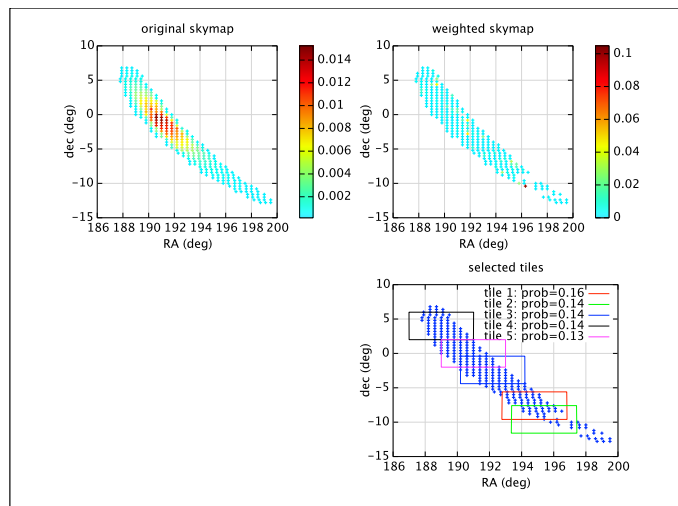 original skymap
10
5
0
-5
-10
-15
186 188 190 192 194 196 198 200
RA (deg)
dec (deg)
0.014
0.012
0.010
0.008
0.006
0.004
0.002
weighted skymap
10
5
0
-5
-10
-15
186 188 190 192 194 196 198 200
RA (deg)
dec (deg)
0.1
0.08
0.06
0.04
0.02
0
selected tiles
tile 1: prob=0.16
tile 2: prob=0.14
tile 3: prob=0.14
tile 4: prob=0.14
tile 5: prob=0.13
10
5
0
-5
-10
-15
186 188 190 192 194 196 198 200
RA (deg)
dec (deg)